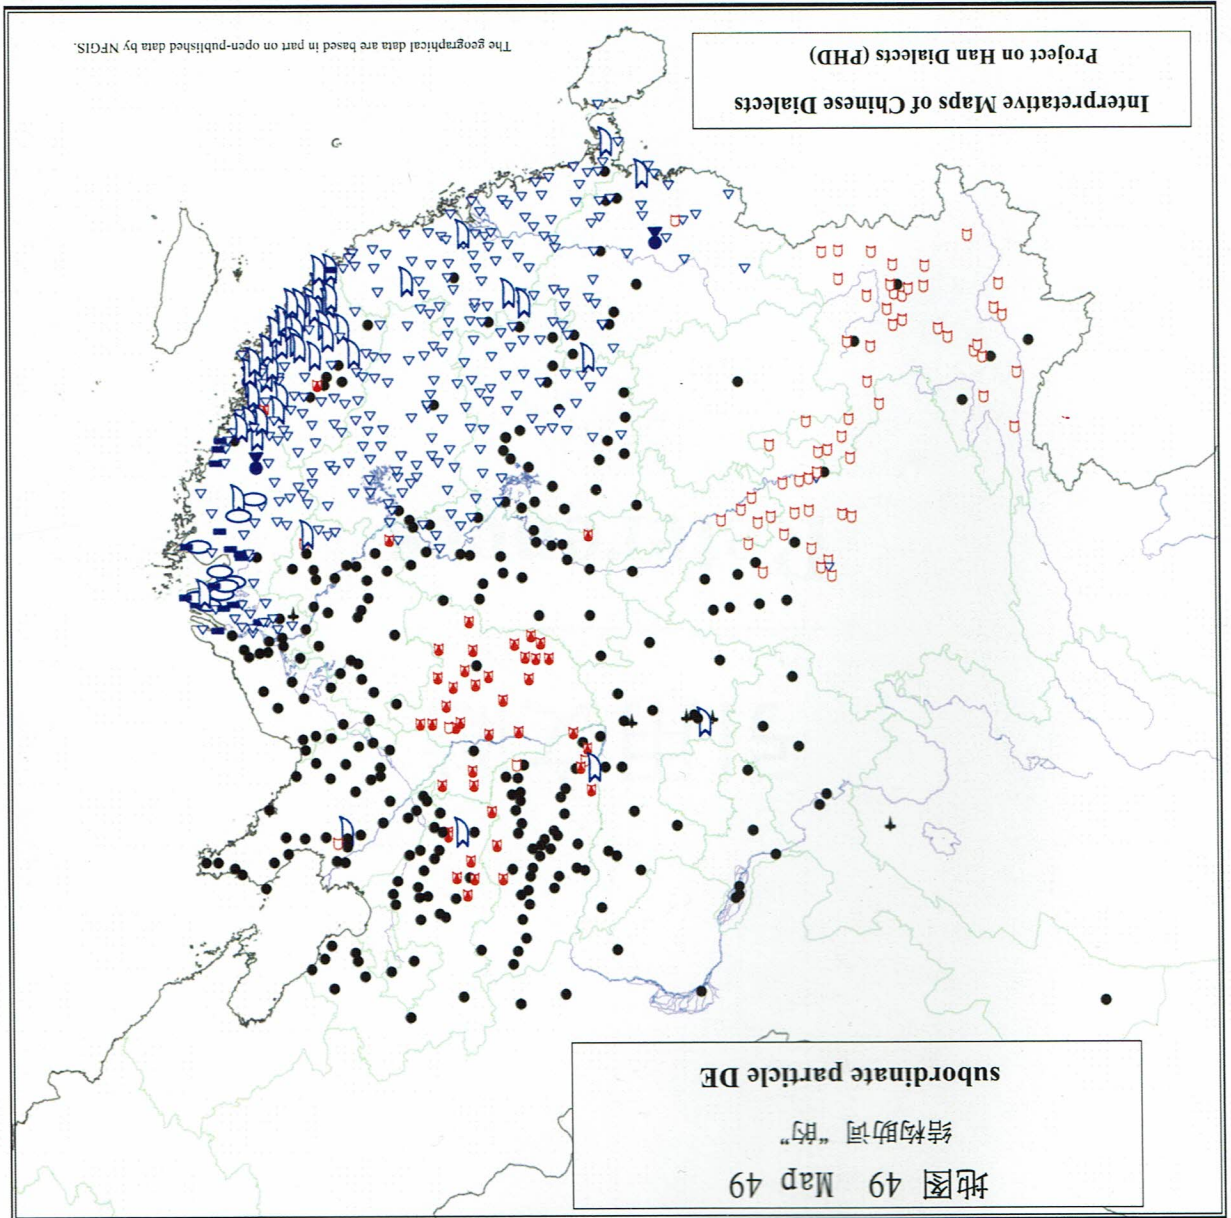 地图 49 Map 49
结构助词 “的”
subordinate particle DE
Interpretative Maps of Chinese Dialects
Project on Han Dialects (PHD)
The geographical data are based in part on open-published data by NFGIS.